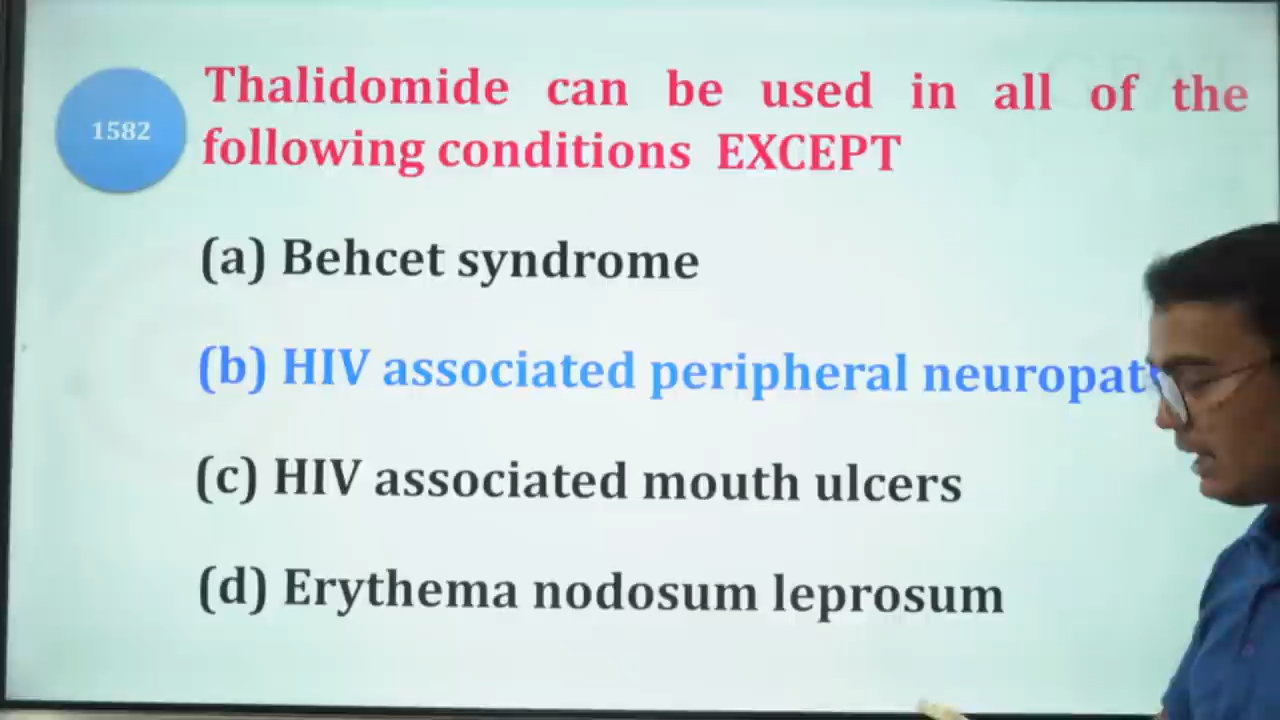 1582
Thalidomide can be used in all of the
following conditions EXCEPT
(a) Behcet syndrome
(b) HIV associated peripheral
(c) HIV associated mouth ulcers
(d) Erythema nodosum leprosum